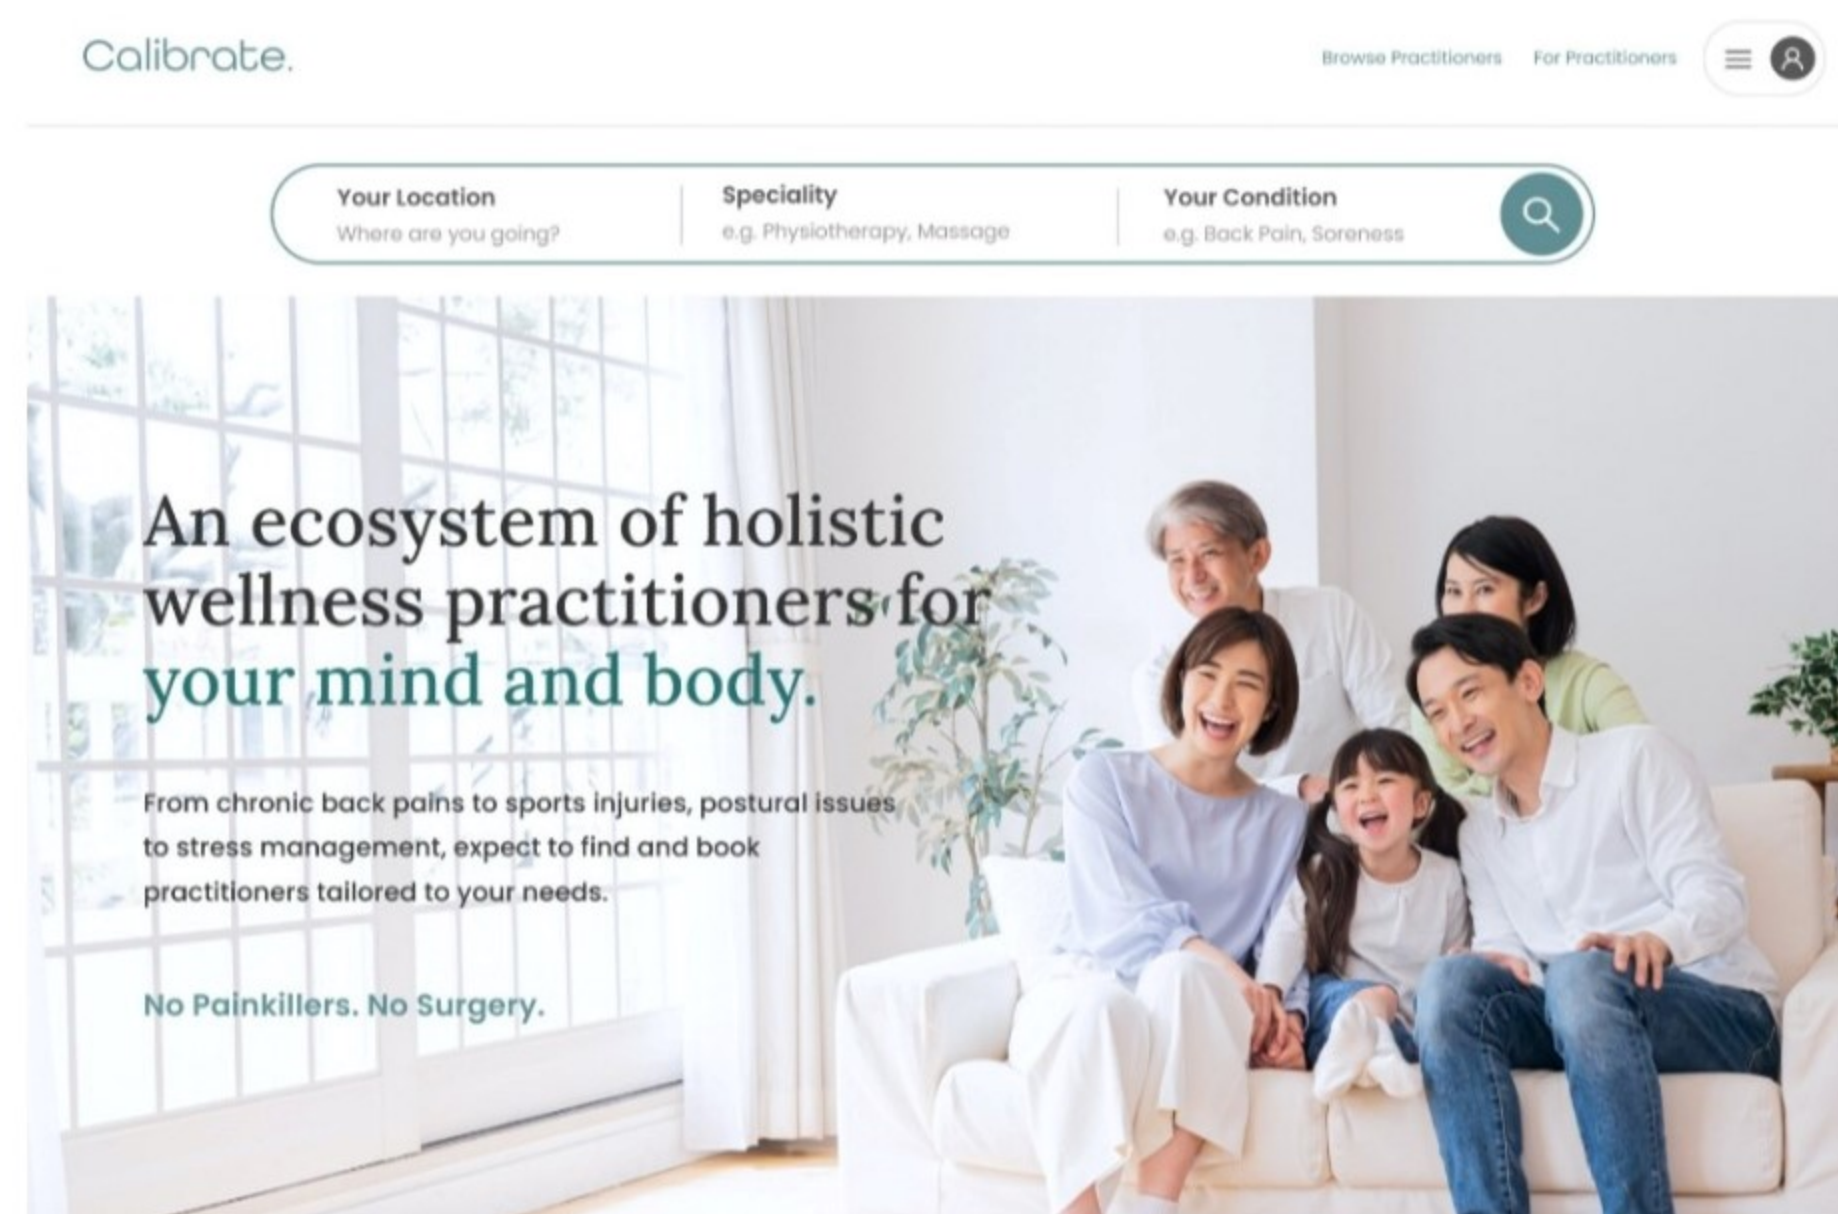 Calibrate.
Browse Practitioners
For Practitioners
Your Location
Where are you going?
Speciality
e.g. Physiotherapy, Massage
Your Condition
e.g. Back Pain, Soreness
An ecosystem of holistic
wellness practitioners for
your mind and body.
From chronic back pains to sports injuries, postural issues
to stress management, expect to find and book
practitioners tailored to your needs.
No Painkillers. No Surgery.